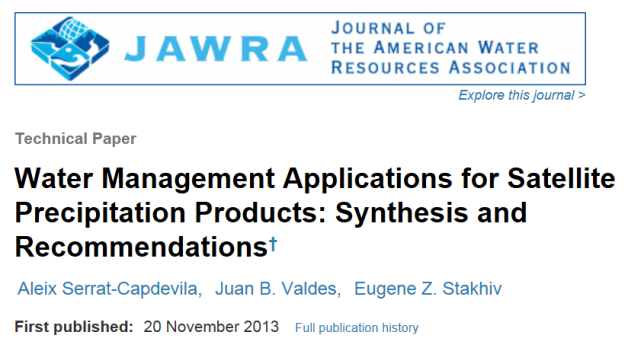 JAWRA
JOURNAL OF
THE AMERICAN WATER
RESOURCES ASSOCIATION
Explore this journal >
Technical Paper
Water Management Applications for Satellite
Precipitation Products: Synthesis and
Recommendations†
Aleix Serrat-Capdevila, Juan B. Valdes, Eugene Z. Stakhiv
First published: 20 November 2013 Full publication history